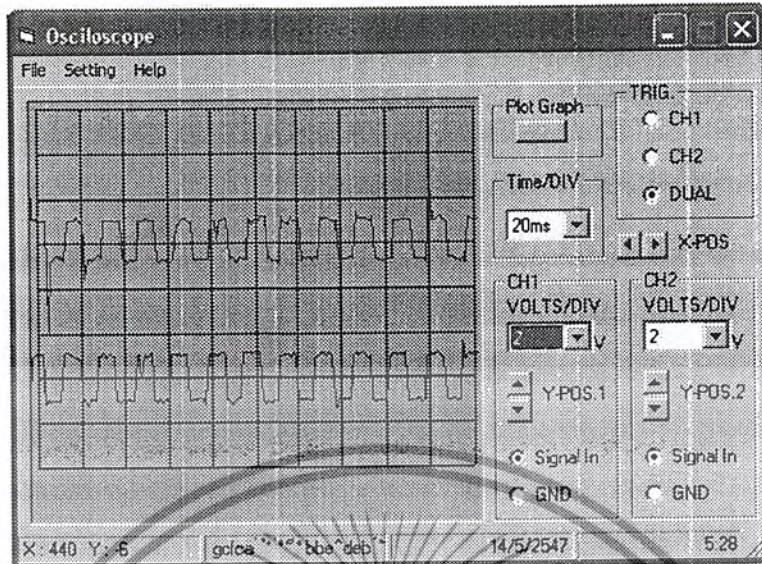 Osciloscope
File Setting Help
Plot Graph
TRIG.
CH1
CH2
DUAL
Time/DIV
20ms
X-POS
CH1
VOLTS/DIV
2 V
Y-POS.1
Signal In
GND
CH2
VOLTS/DIV
2 V
Y-POS.2
Signal In
GND
X: 440 Y: -6
14/5/2547
5:28